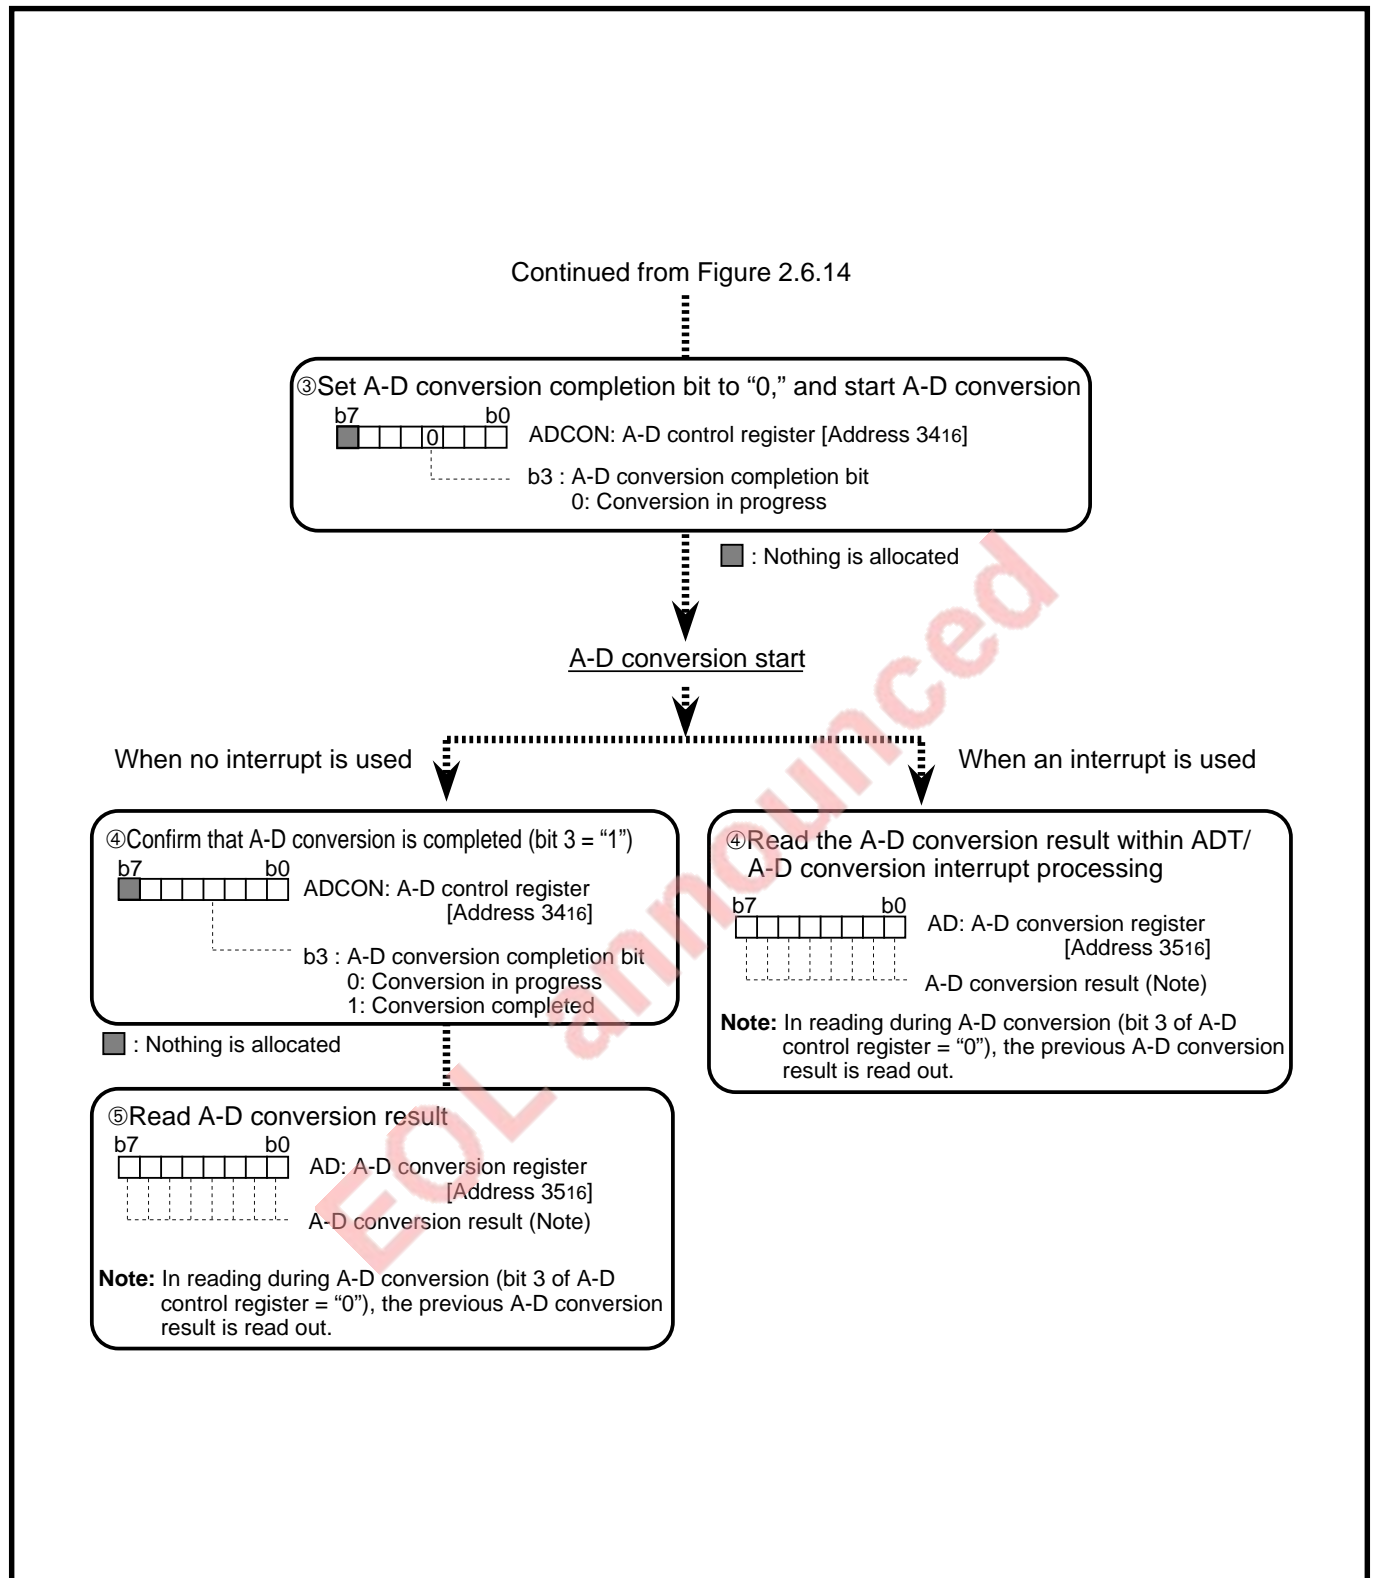 Continued from Figure 2.6.14
③Set A-D conversion completion bit to “0,” and start A-D conversion
b7 b0
0
ADCON: A-D control register [Address 3416]
b3 : A-D conversion completion bit
0: Conversion in progress
: Nothing is allocated
A-D conversion start
When no interrupt is used
When an interrupt is used
④Confirm that A-D conversion is completed (bit 3 = “1”)
b7 b0
ADCON: A-D control register
[Address 3416]
b3 : A-D conversion completion bit
0: Conversion in progress
1: Conversion completed
: Nothing is allocated
⑤Read A-D conversion result
b7 b0
AD: A-D conversion register
[Address 3516]
A-D conversion result (Note)
Note: In reading during A-D conversion (bit 3 of A-D
control register = “0”), the previous A-D conversion
result is read out.
④Read the A-D conversion result within ADT/
A-D conversion interrupt processing
b7 b0
AD: A-D conversion register
[Address 3516]
A-D conversion result (Note)
Note: In reading during A-D conversion (bit 3 of A-D
control register = “0”), the previous A-D conversion
result is read out.
EOL announced